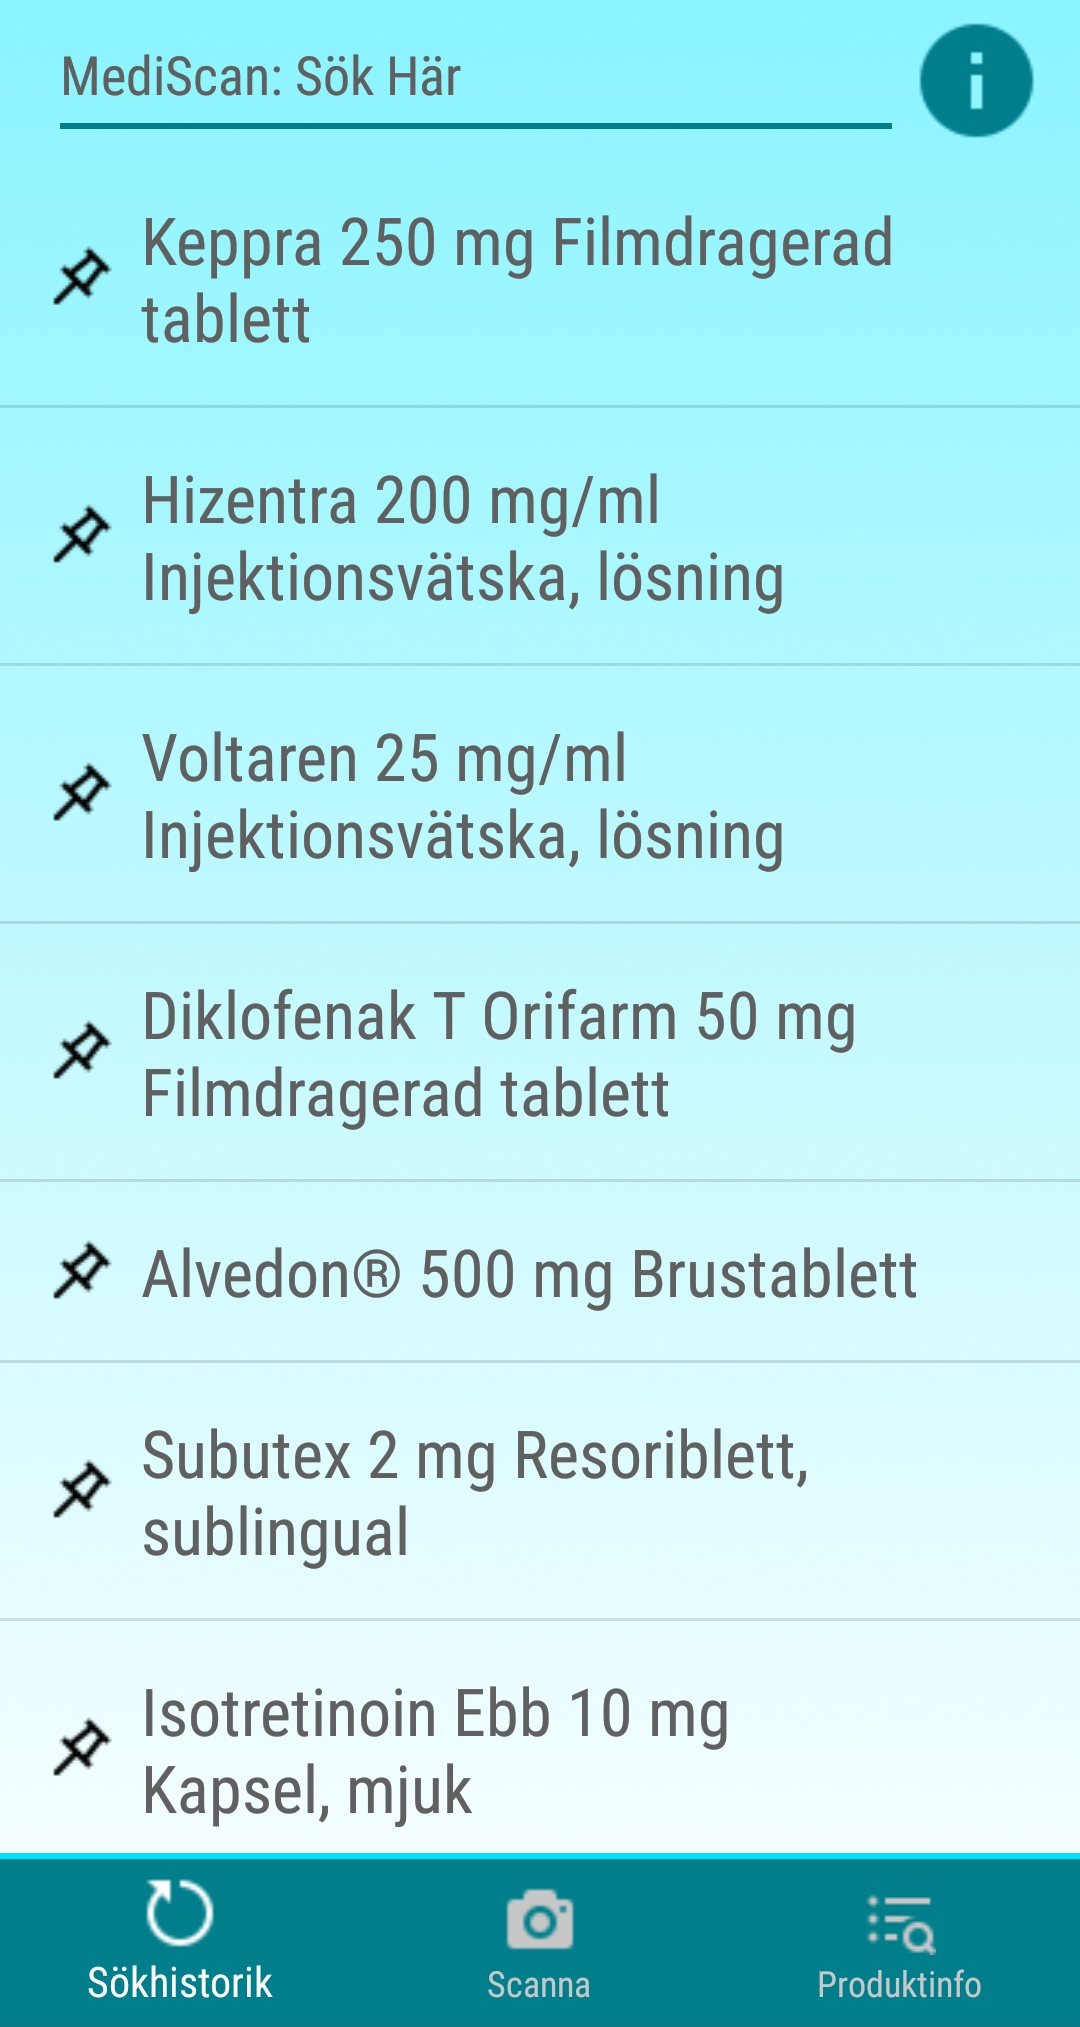 MediScan: Sök Här
Keppra 250 mg Filmdragerad
tablett
Hizentra 200 mg/ml
Injektionsvätska, lösning
Voltaren 25 mg/ml
Injektionsvätska, lösning
Diklofenak T Orifarm 50 mg
Filmdragerad tablett
Alvedon® 500 mg Brustablett
Subutex 2 mg Resoriblett,
sublingual
Isotretinoin Ebb 10 mg
Kapsel, mjuk
Sökhistorik
Scanna
Produktinfo